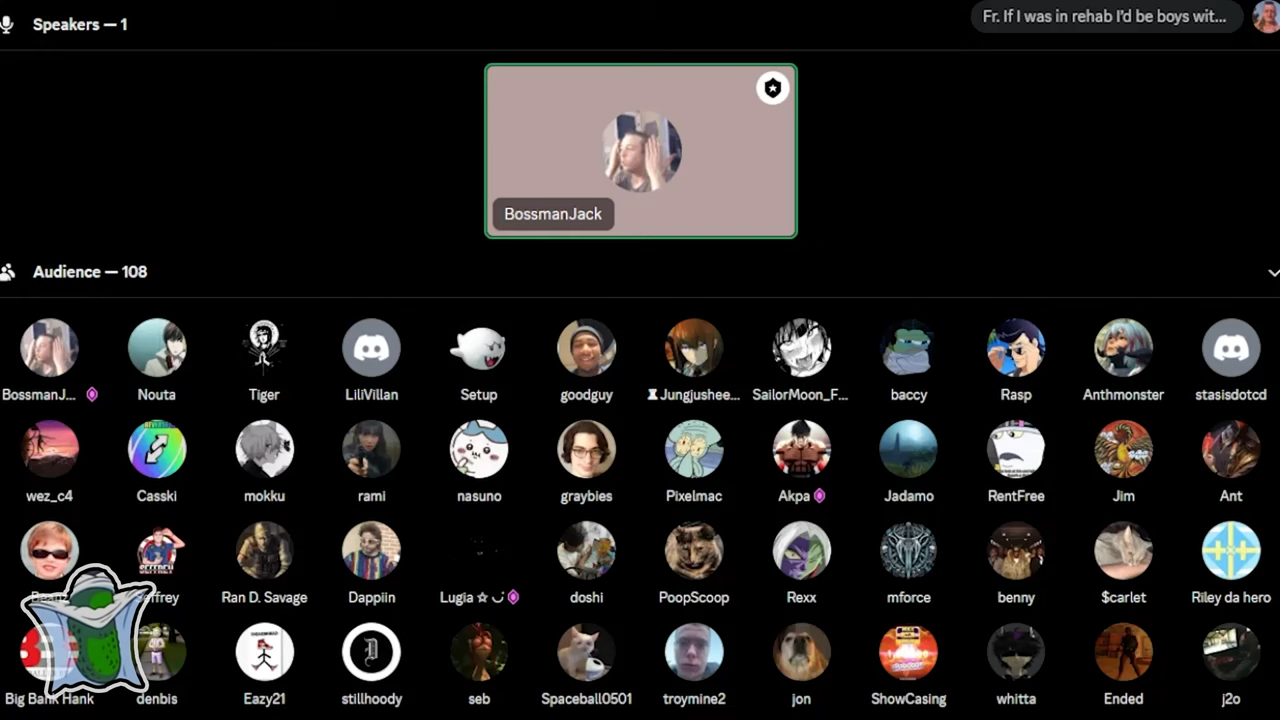 Speakers — 1
Fr. If I was in rehab I'd be boys wit...
BossmanJack
Audience — 108
BossmanJ... Nouta Tiger LiliVillan Setup goodguy Jungjushee... SailorMoon_F... baccy Rasp Anthmonster stasisdotcd
wez_c4 Casski mokku rami nasuno graybies Pixelmac Akpa Jadamo RentFree Jim Ant
Ran D. Savage Dappiin Lugia ☆ doshi PoopScoop Rexx mforce benny $carlet Riley da hero
Big Bank Hank denbis Eazy21 stillhoody seb Spaceball0501 troymine2 jon ShowCasing whitta Ended j2o